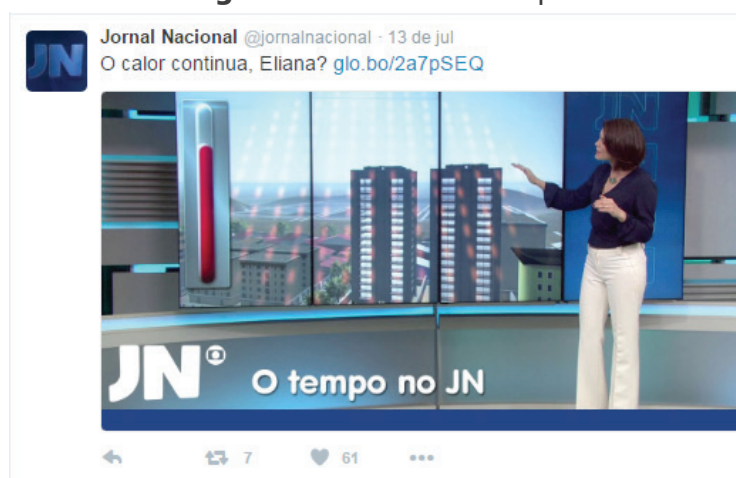 Jornal Nacional @jornalnacional · 13 de jul
JN
O calor continua, Eliana? glo.bo/2a7pSEQ
JN
JN O tempo no JN
7 61